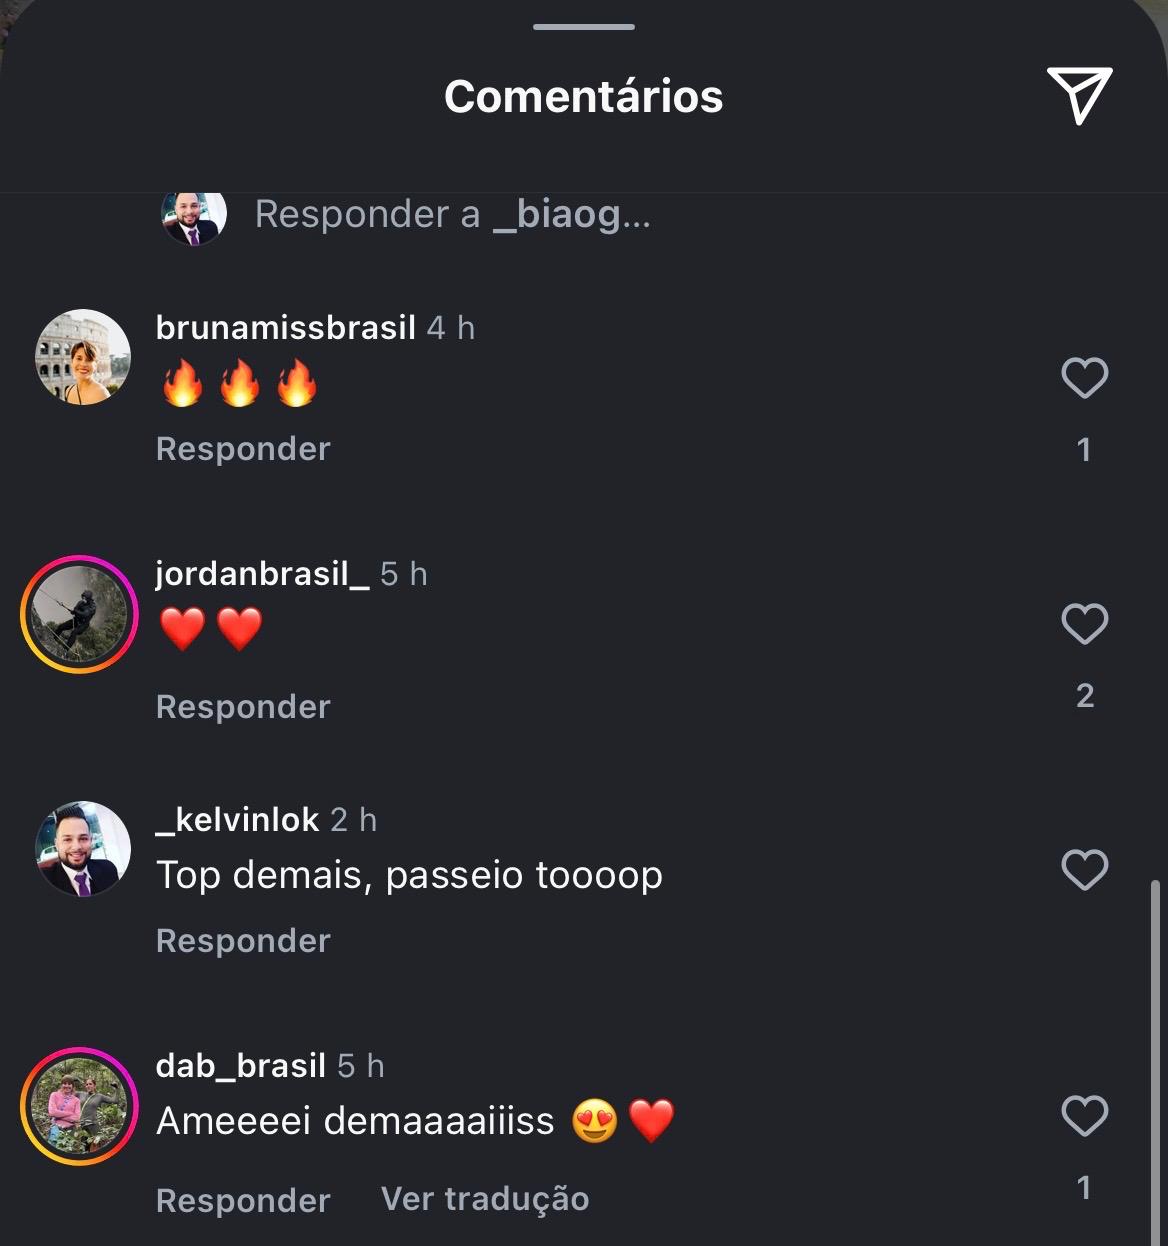 Comentários
Responder a _biaog...
brunamissbrasil 4 h
🔥🔥🔥
Responder
1
jordanbrasil_ 5 h
❤️❤️
Responder
2
_kelvinlok 2 h
Top demais, passeio toooop
Responder
dab_brasil 5 h
Ameeeei demaaaaiiiss 😍❤️
Responder Ver tradução
1